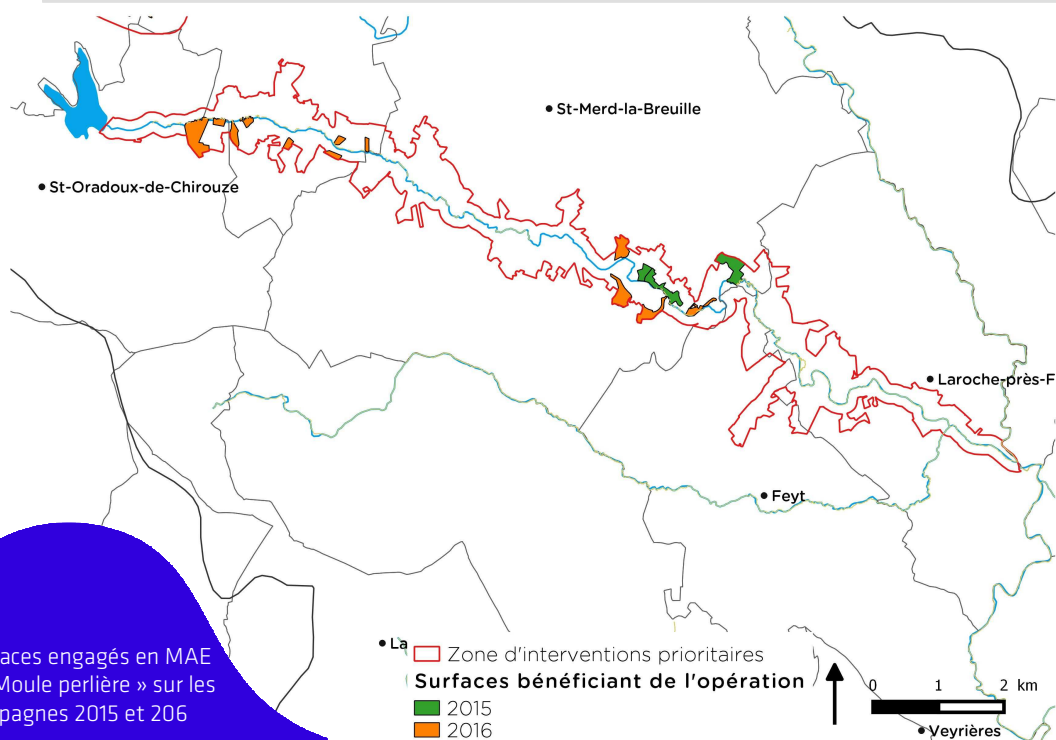 St-Merd-la-Breuille
St-Oradoux-de-Chirouze
Laroche-près-F
Feyt
aces engagés en MAE
Moule perlière » sur les
pagnes 2015 et 206
La
Zone d'interventions prioritaires
Surfaces bénéficiant de l'opération
2015
2016
0 1 2 km
Veyrières